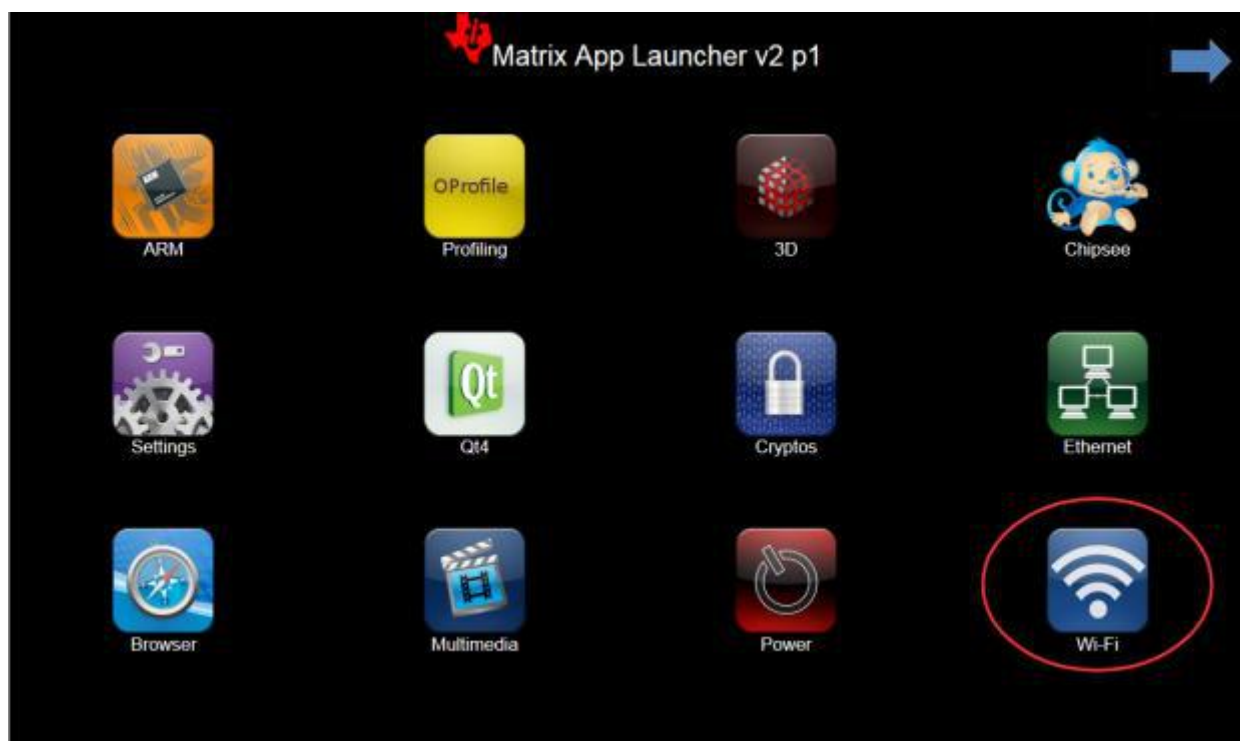 Matrix App Launcher v2 p1
ARM
OProfile
Profiling
3D
Chipsee
Settings
Qt
Qt4
Cryptos
Ethernet
Browser
Multimedia
Power
Wi-Fi